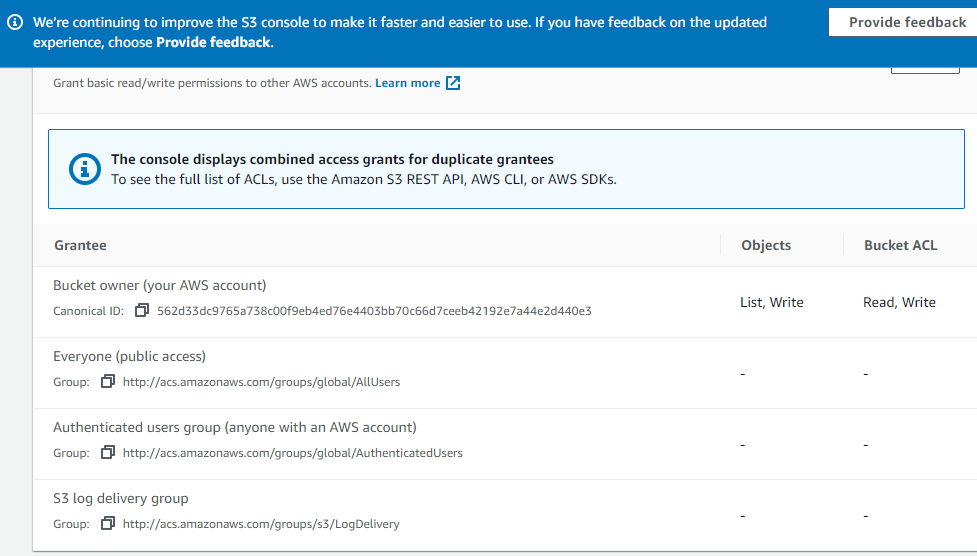 We're continuing to improve the S3 console to make it faster and easier to use. If you have feedback on the updated
experience, choose Provide feedback.
Provide feedback
Grant basic read/write permissions to other AWS accounts. Learn more
The console displays combined access grants for duplicate grantees
To see the full list of ACLs, use the Amazon S3 REST API, AWS CLI, or AWS SDKs.
Grantee Objects Bucket ACL
Bucket owner (your AWS account)
Canonical ID: 562d33dc9765a738c00f9eb4ed76e4403bb70c66d7ceeb42192e7a44e2d440e3
List, Write Read, Write
Everyone (public access)
Group: http://acs.amazonaws.com/groups/global/AllUsers
- -
Authenticated users group (anyone with an AWS account)
Group: http://acs.amazonaws.com/groups/global/AuthenticatedUsers
- -
S3 log delivery group
Group: http://acs.amazonaws.com/groups/s3/LogDelivery
- -